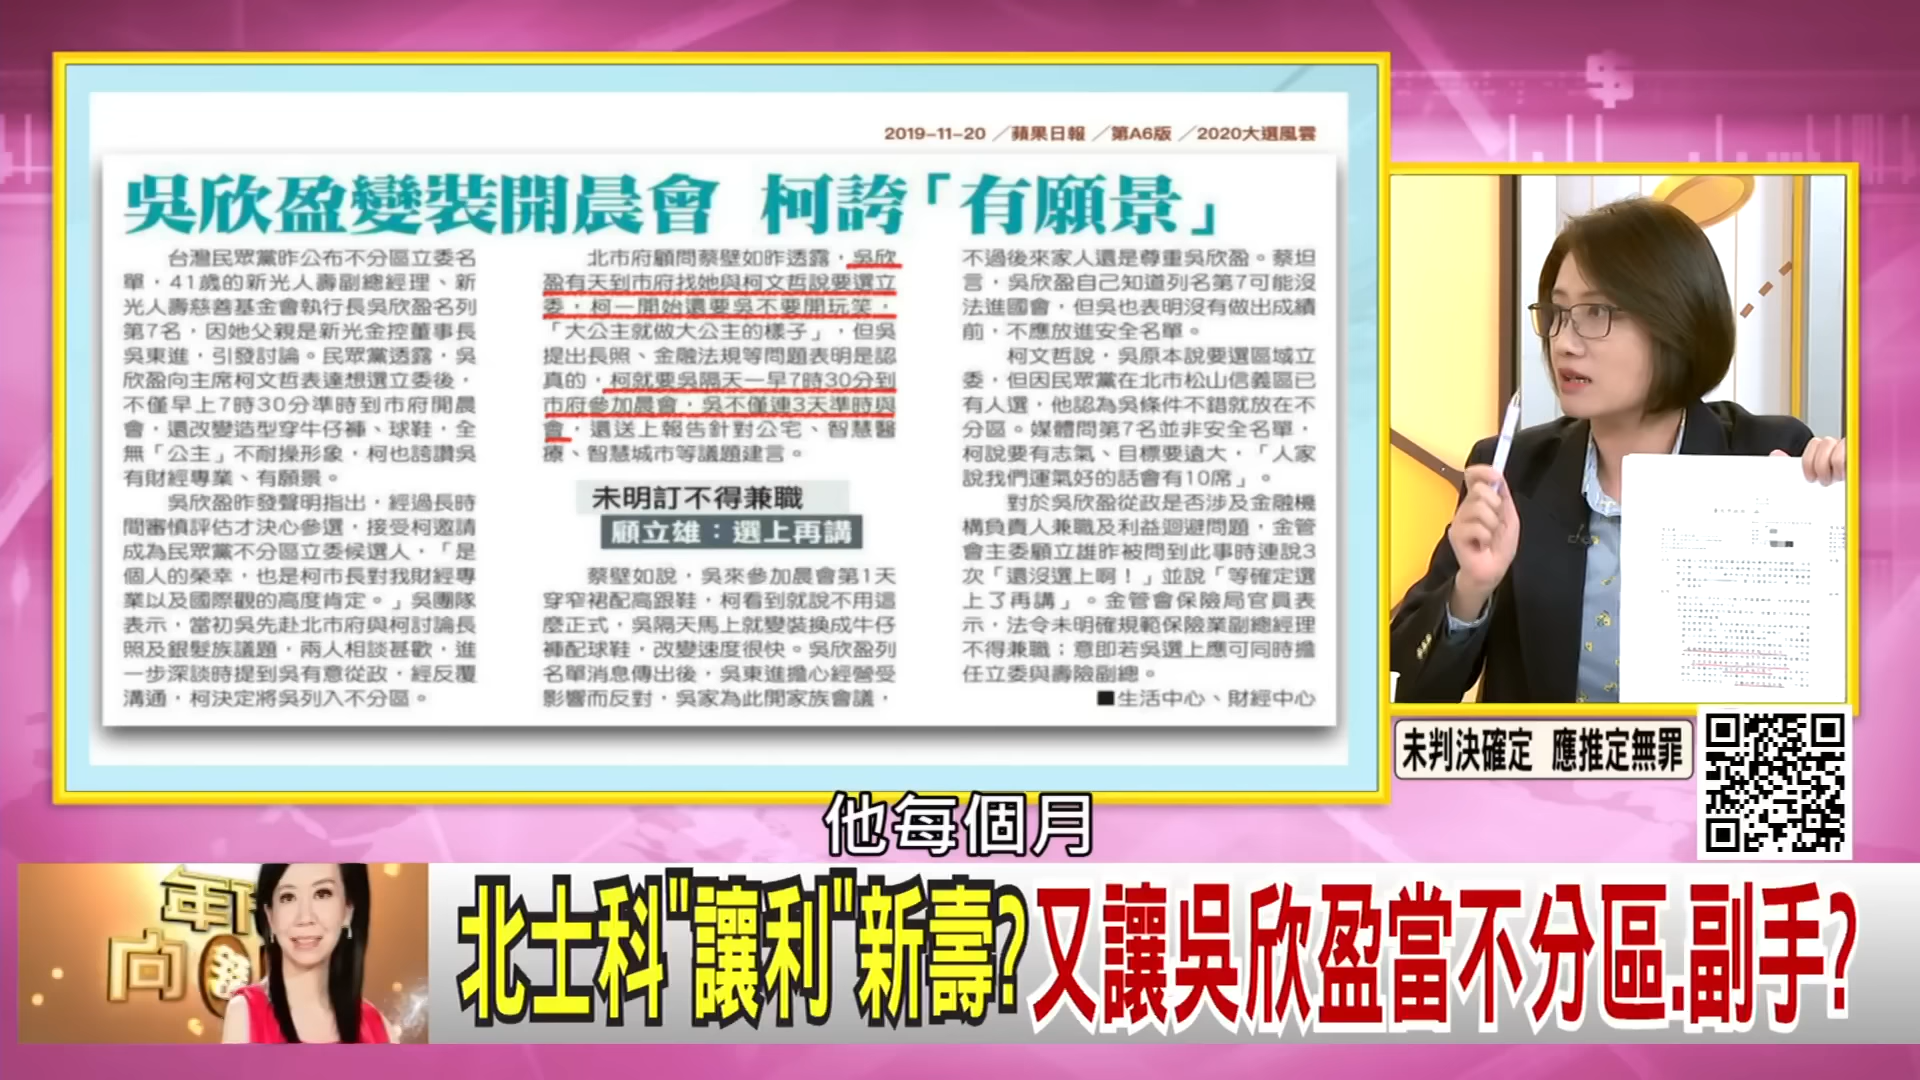 2019-11-20 ／蘋果日報 ／第A6版 ／2020大選風雲
吳欣盈變裝開晨會 柯誇「有願景」
台灣民眾黨昨公布不分區立委名
單，41歲的新光人壽副總經理、新
光人壽慈善基金會執行長吳欣盈名列
第7名，因她父親是新光金控董事長
吳東進，引發討論。民眾黨透露，吳
欣盈向主席柯文哲表達想選立委後，
不僅早上7時30分準時到市府開晨
會，還改變造型穿牛仔褲、球鞋，全
無「公主」不耐操形象，柯也誇讚吳
有財經專業、有願景。
吳欣盈昨發聲明指出，經過長時
間審慎評估才決心參選，接受柯邀請
成為民眾黨不分區立委候選人，「是
個人的榮幸，也是柯市長對我財經專
業以及國際觀的高度肯定。」吳團隊
表示，當初吳先赴北市府與柯討論長
照及銀髮族議題，兩人相談甚歡，進
一步深談時提到吳有意從政，經反覆
溝通，柯決定將吳列入不分區。
北市府顧問蔡壁如昨透露，吳欣
盈有天到市府找她與柯文哲說要選立
委，柯一開始還要吳不要開玩笑，
「大公主就做大公主的樣子」，但吳
提出長照、金融法規等問題表明是認
真的，柯就要吳隔天一早7時30分到
市府參加晨會，吳不僅連3天準時與
會，還送上報告針對公宅、智慧醫
療、智慧城市等議題建言。
未明訂不得兼職
顧立雄：選上再講
蔡壁如說，吳來參加晨會第1天
穿窄裙配高跟鞋，柯看到就說不用這
麼正式，吳隔天馬上就變裝換成牛仔
褲配球鞋，改變速度很快。吳欣盈列
名單消息傳出後，吳東進擔心經營受
影響而反對，吳家為此開家族會議，
不過後來家人還是尊重吳欣盈。蔡坦
言，吳欣盈自己知道列名第7可能沒
法進國會，但吳也表明沒有做出成績
前，不應放進安全名單。
柯文哲說，吳原本說要選區域立
委，但因民眾黨在北市松山信義區已
有人選，他認為吳條件不錯就放在不
分區。媒體問第7名並非安全名單，
柯說要有志氣、目標要遠大，「人家
說我們運氣好的話會有10席」。
對於吳欣盈從政是否涉及金融機
構負責人兼職及利益迴避問題，金管
會主委顧立雄昨被問到此事時連說3
次「還沒選上啊！」並說「等確定選
上了再講」。金管會保險局官員表
示，法令未明確規範保險業副總經理
不得兼職；意即若吳選上應可同時擔
任立委與壽險副總。
■生活中心、財經中心
未判決確定 應推定無罪
他每個月
向
北士科"讓利"新壽?又讓吳欣盈當不分區.副手?